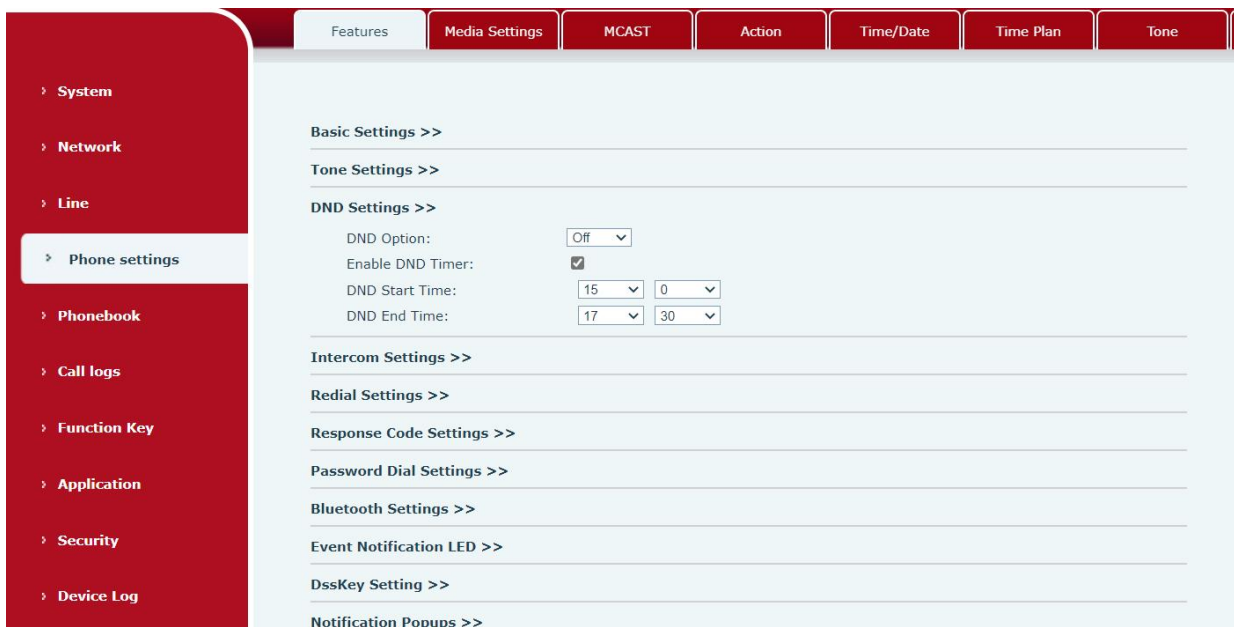 Features Media Settings MCAST Action Time/Date Time Plan Tone
System
Network
Line
Phone settings
Phonebook
Call logs
Function Key
Application
Security
Device Log
Basic Settings >>
Tone Settings >>
DND Settings >>
DND Option: Off
Enable DND Timer:
DND Start Time: 15 0
DND End Time: 17 30
Intercom Settings >>
Redial Settings >>
Response Code Settings >>
Password Dial Settings >>
Bluetooth Settings >>
Event Notification LED >>
DssKey Setting >>
Notification Popups >>